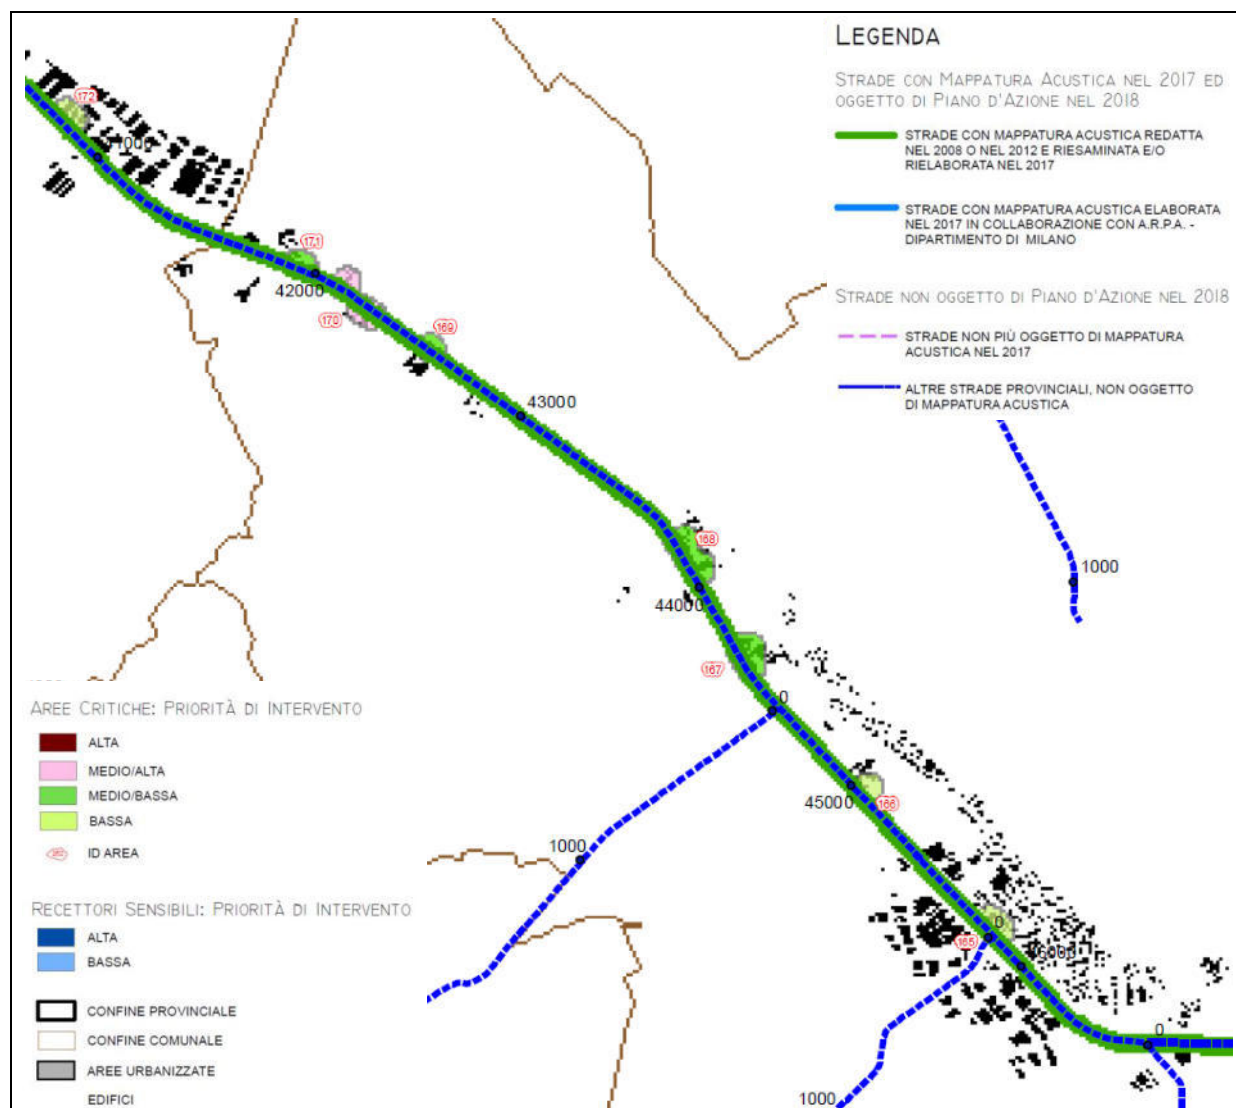 LEGENDA
STRADE CON MAPPATURA ACUSTICA NEL 2017 ED
OGGETTO DI PIANO D'AZIONE NEL 2018
STRADE CON MAPPATURA ACUSTICA REDATTA
NEL 2008 O NEL 2012 E RIESAMINATA E/O
RIELABORATA NEL 2017
STRADE CON MAPPATURA ACUSTICA ELABORATA
NEL 2017 IN COLLABORAZIONE CON A.R.P.A. -
DIPARTIMENTO DI MILANO
STRADE NON OGGETTO DI PIANO D'AZIONE NEL 2018
STRADE NON PIÙ OGGETTO DI MAPPATURA
ACUSTICA NEL 2017
ALTRE STRADE PROVINCIALI, NON OGGETTO
DI MAPPATURA ACUSTICA
172
171
42000
170
169
43000
168
1000
44000
167
0
45000
166
1000
0
165
0
1000
AREE CRITICHE: PRIORITÀ DI INTERVENTO
ALTA
MEDIO/ALTA
MEDIO/BASSA
BASSA
ID AREA
RECETTORI SENSIBILI: PRIORITÀ DI INTERVENTO
ALTA
BASSA
CONFINE PROVINCIALE
CONFINE COMUNALE
AREE URBANIZZATE
EDIFICI